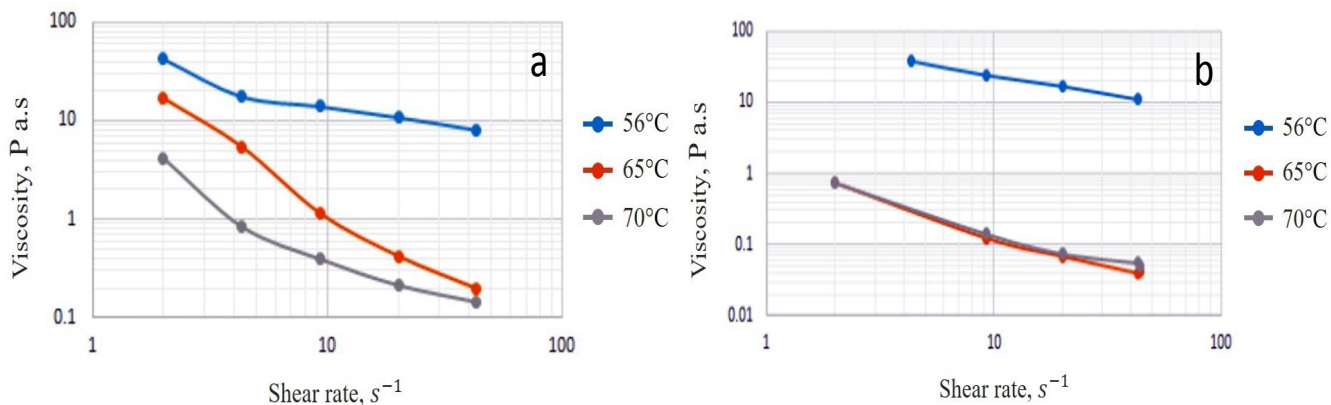 100
10
1
0.1
1
10
100
Viscosity, P a.s
Shear rate, s⁻¹
a
56°C
65°C
70°C
100
10
1
0.1
0.01
1
10
100
Viscosity, P a.s
Shear rate, s⁻¹
b
56°C
65°C
70°C